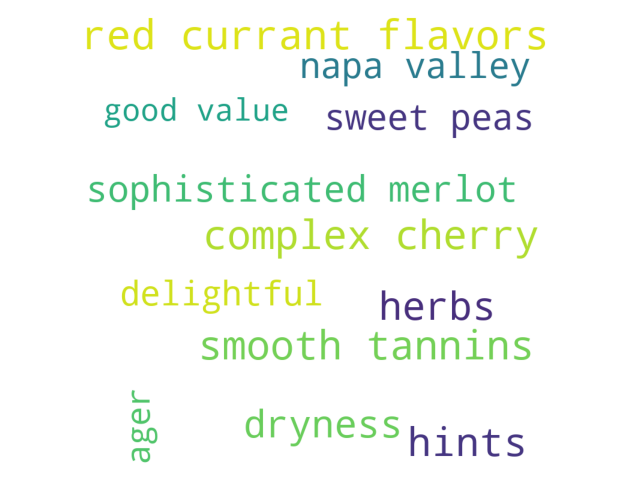 red currant flavors
napa valley
good value
sweet peas
sophisticated merlot
complex cherry
delightful
herbs
smooth tannins
ager
dryness
hints